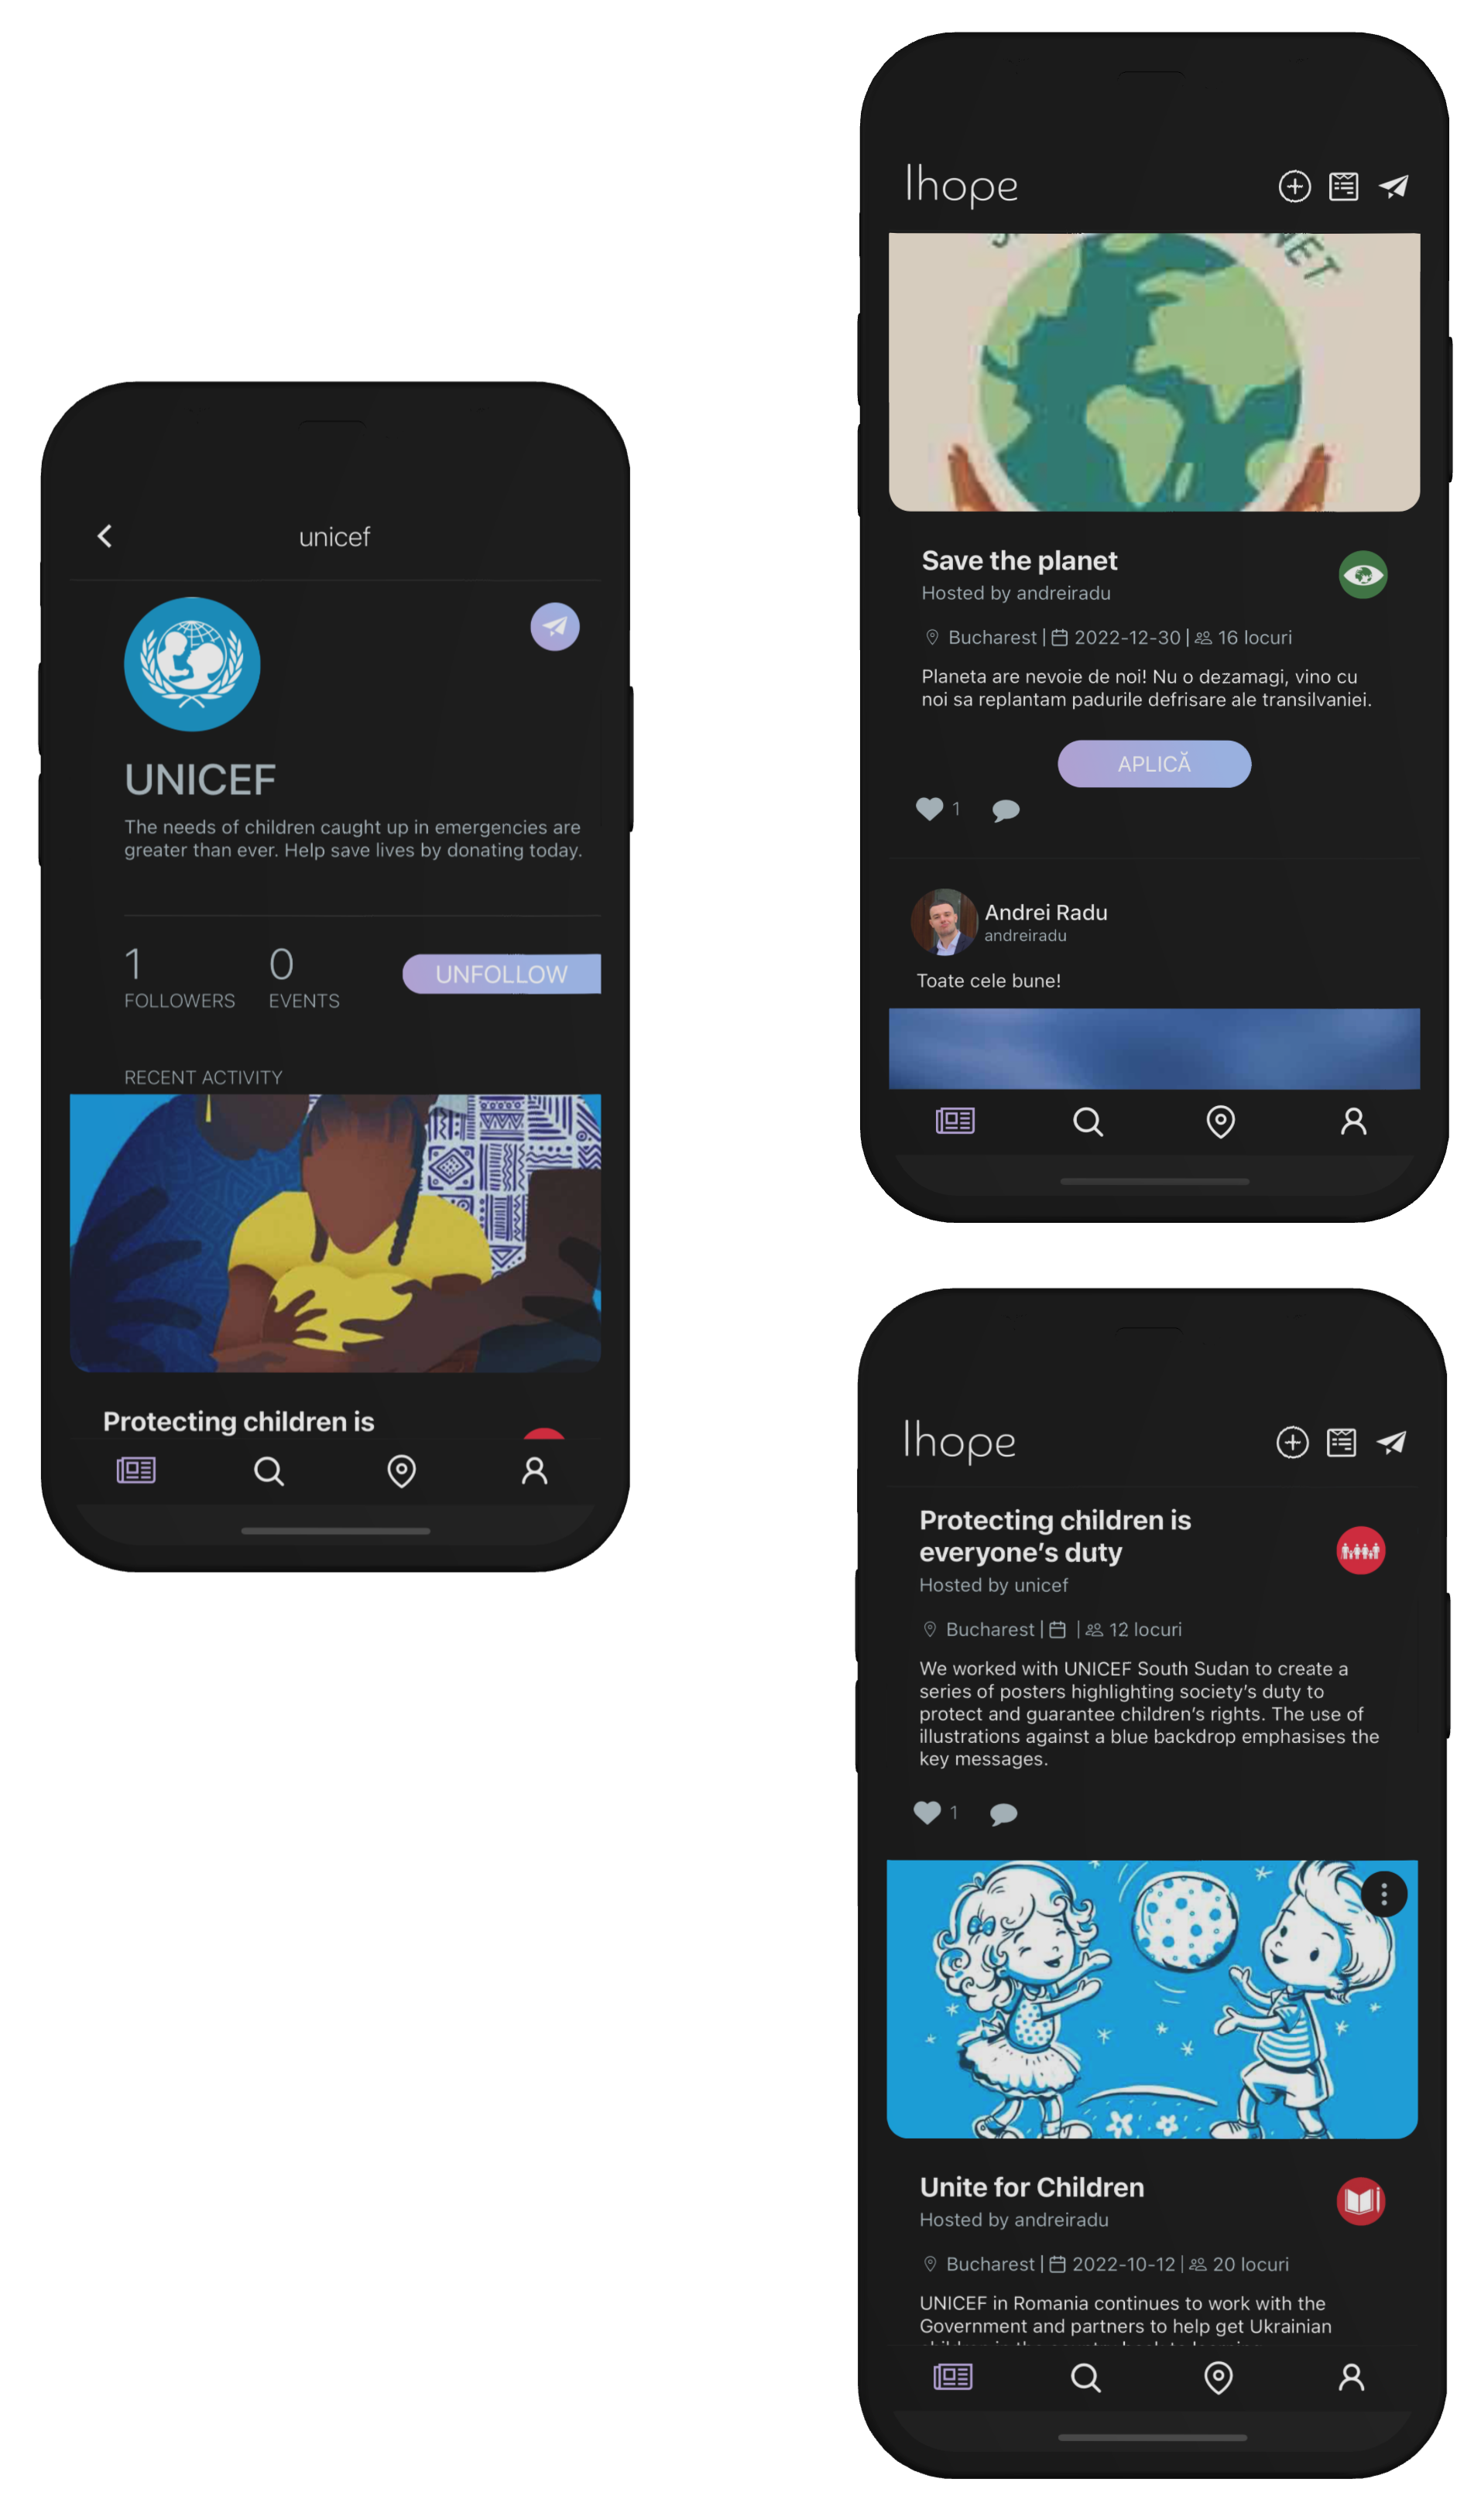 unicef
UNICEF
The needs of children caught up in emergencies are
greater than ever. Help save lives by donating today.
1
FOLLOWERS
0
EVENTS
UNFOLLOW
RECENT ACTIVITY
Protecting children is
lhope
NET
Save the planet
Hosted by andreiradu
Bucharest | 2022-12-30 | 16 locuri
Planeta are nevoie de noi! Nu o dezamagi, vino cu
noi sa replantam padurile defrisare ale transilvaniei.
APLICĂ
1
Andrei Radu
andreiradu
Toate cele bune!
lhope
Protecting children is
everyone's duty
Hosted by unicef
Bucharest | | 12 locuri
We worked with UNICEF South Sudan to create a
series of posters highlighting society's duty to
protect and guarantee children's rights. The use of
illustrations against a blue backdrop emphasises the
key messages.
1
Unite for Children
Hosted by andreiradu
Bucharest | 2022-10-12 | 20 locuri
UNICEF in Romania continues to work with the
Government and partners to help get Ukrainian